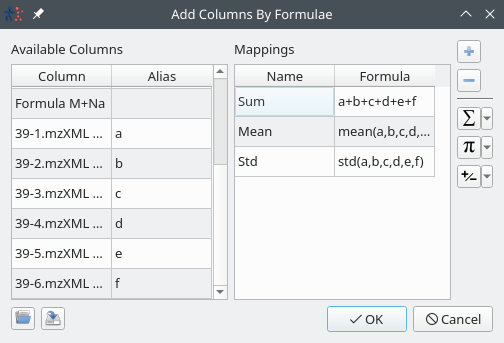 Add Columns By Formulae
Available Columns
Mappings
Column Alias
Formula M+Na
39-1.mzXML ... a
39-2.mzXML ... b
39-3.mzXML ... c
39-4.mzXML ... d
39-5.mzXML ... e
39-6.mzXML ... f
Name Formula
Sum a+b+c+d+e+f
Mean mean(a,b,c,d,...
Std std(a,b,c,d,e,f)
Σ
π
+/-
OK
Cancel